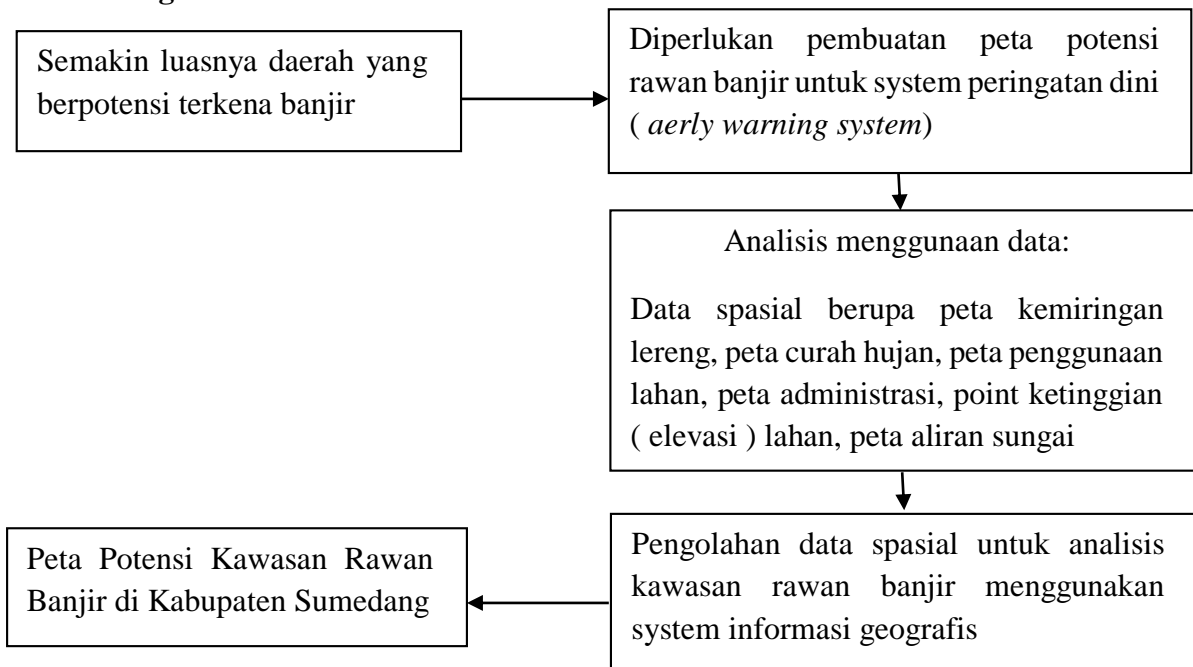 Semakin luasnya daerah yang
berpotensi terkena banjir
Diperlukan pembuatan peta potensi
rawan banjir untuk system peringatan dini
( aerly warning system)
Analisis menggunaan data:
Data spasial berupa peta kemiringan
lereng, peta curah hujan, peta penggunaan
lahan, peta administrasi, point ketinggian
( elevasi ) lahan, peta aliran sungai
Pengolahan data spasial untuk analisis
kawasan rawan banjir menggunakan
system informasi geografis
Peta Potensi Kawasan Rawan
Banjir di Kabupaten Sumedang